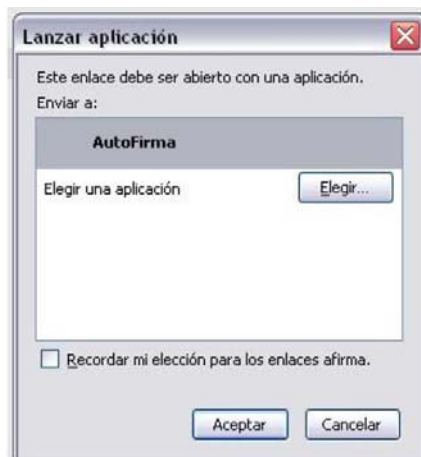 Lanzar aplicación
Este enlace debe ser abierto con una aplicación.
Enviar a:
AutoFirma
Elegir una aplicación
Elegir...
Recordar mi elección para los enlaces afirma.
Aceptar
Cancelar